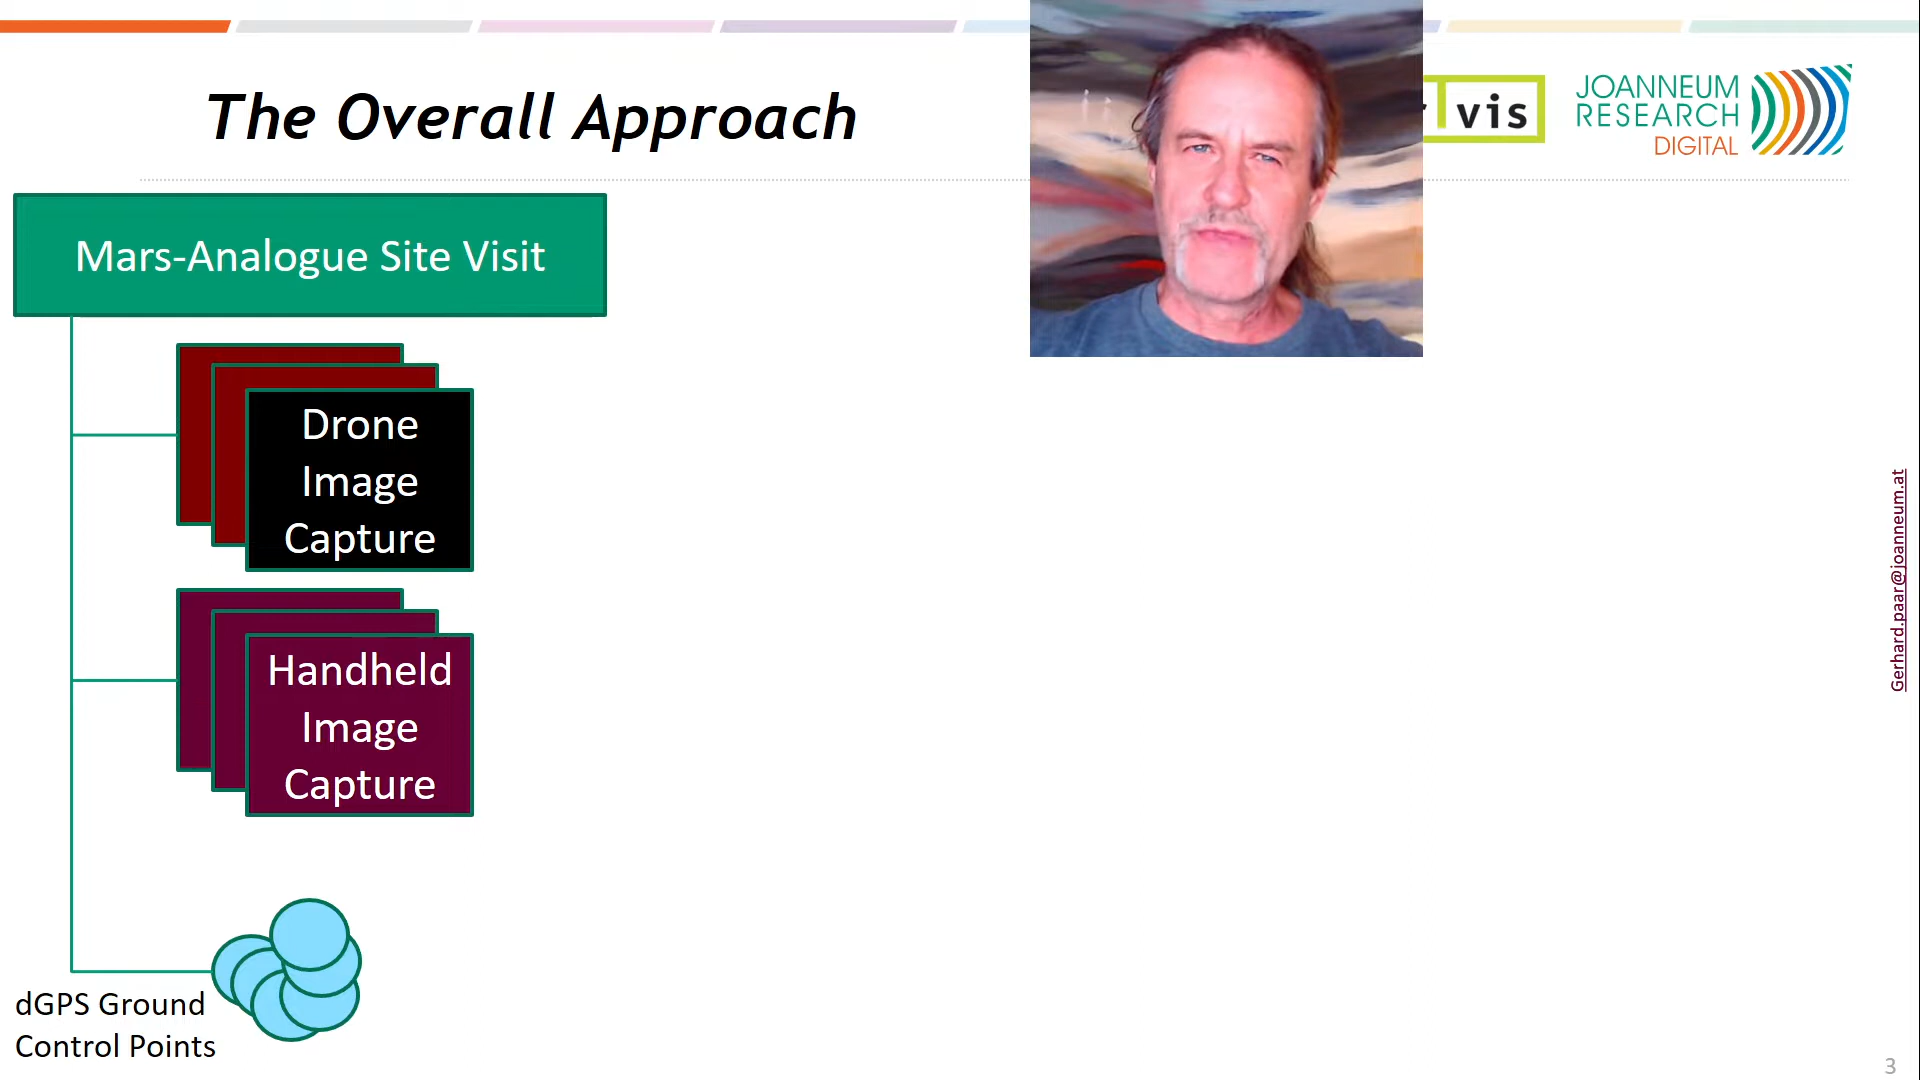 The Overall Approach
vis
JOANNEUM
RESEARCH
DIGITAL
Mars-Analogue Site Visit
Drone
Image
Capture
Handheld
Image
Capture
dGPS Ground
Control Points
Gerhard.paar@joanneum.at
3